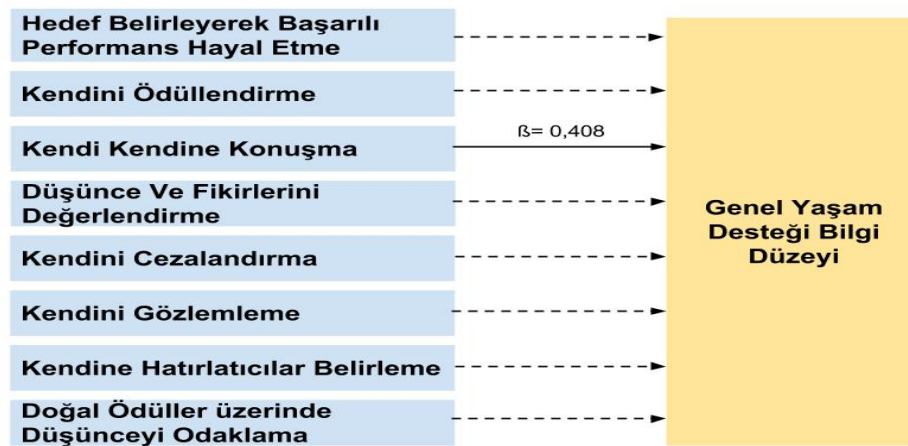 Hedef Belirleyerek Başarılı
Performans Hayal Etme
Kendini Ödüllendirme
Kendi Kendine Konuşma
ß= 0,408
Düşünce Ve Fikirlerini
Değerlendirme
Kendini Cezalandırma
Kendini Gözlemleme
Kendine Hatırlatıcılar Belirleme
Doğal Ödüller üzerinde
Düşünceyi Odaklama
Genel Yaşam
Desteği Bilgi
Düzeyi